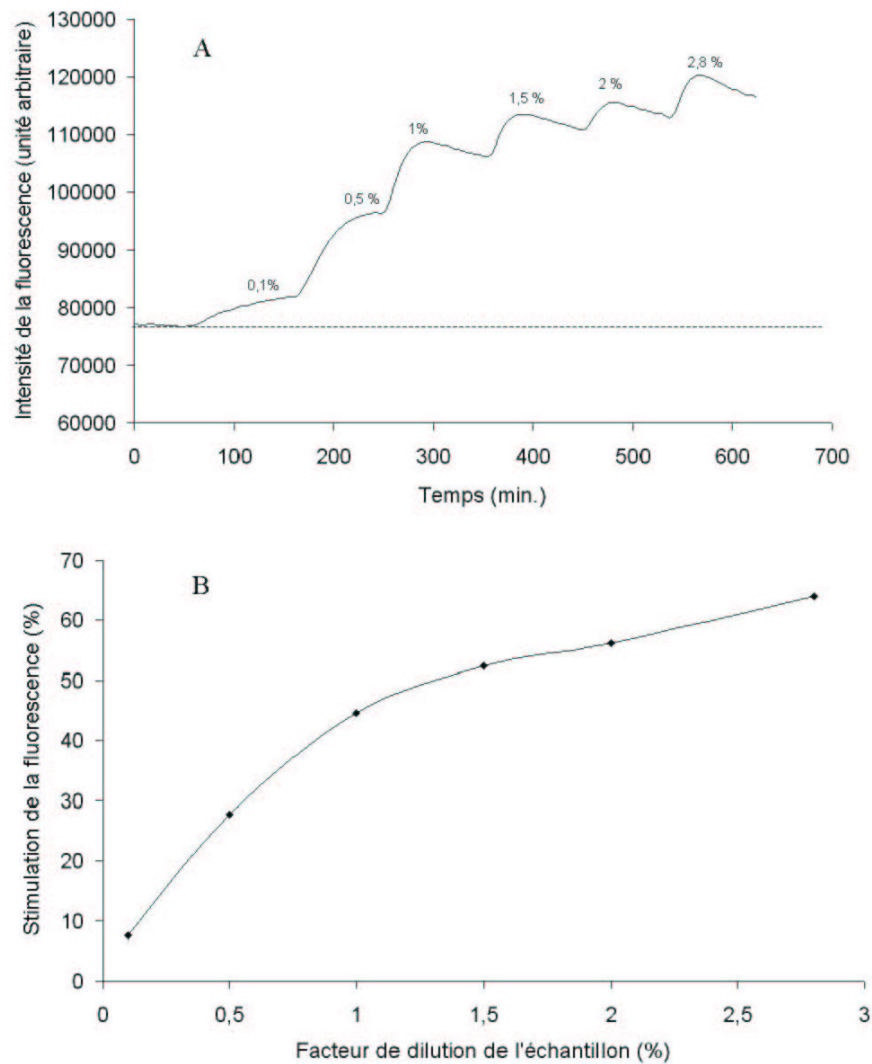 A
Intensité de la fluorescence (unité arbitraire)
130000
120000
110000
100000
90000
80000
70000
60000
0,1%
0,5 %
1%
1,5 %
2 %
2,8 %
0 100 200 300 400 500 600 700
Temps (min.)
B
Stimulation de la fluorescence (%)
70
60
50
40
30
20
10
0
0 0,5 1 1,5 2 2,5 3
Facteur de dilution de l'échantillon (%)